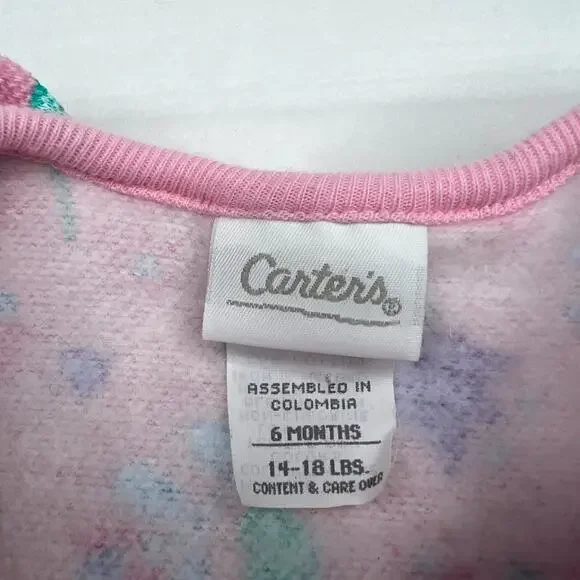 Carter's®
ASSEMBLED IN
COLOMBIA
6 MONTHS
14-18 LBS.
CONTENT & CARE OVER